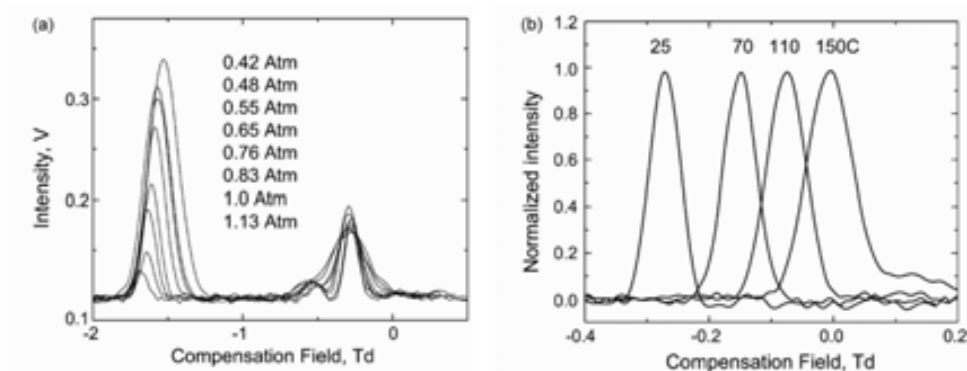 (a)
0.42 Atm
0.48 Atm
0.55 Atm
0.65 Atm
0.76 Atm
0.83 Atm
1.0 Atm
1.13 Atm
Intensity, V
0.3
0.2
0.1
-2 -1 0
Compensation Field, Td
(b)
25 70 110 150C
Normalized intensity
1.2
1.0
0.8
0.6
0.4
0.2
0.0
-0.4 -0.2 0.0 0.2
Compensation Field, Td